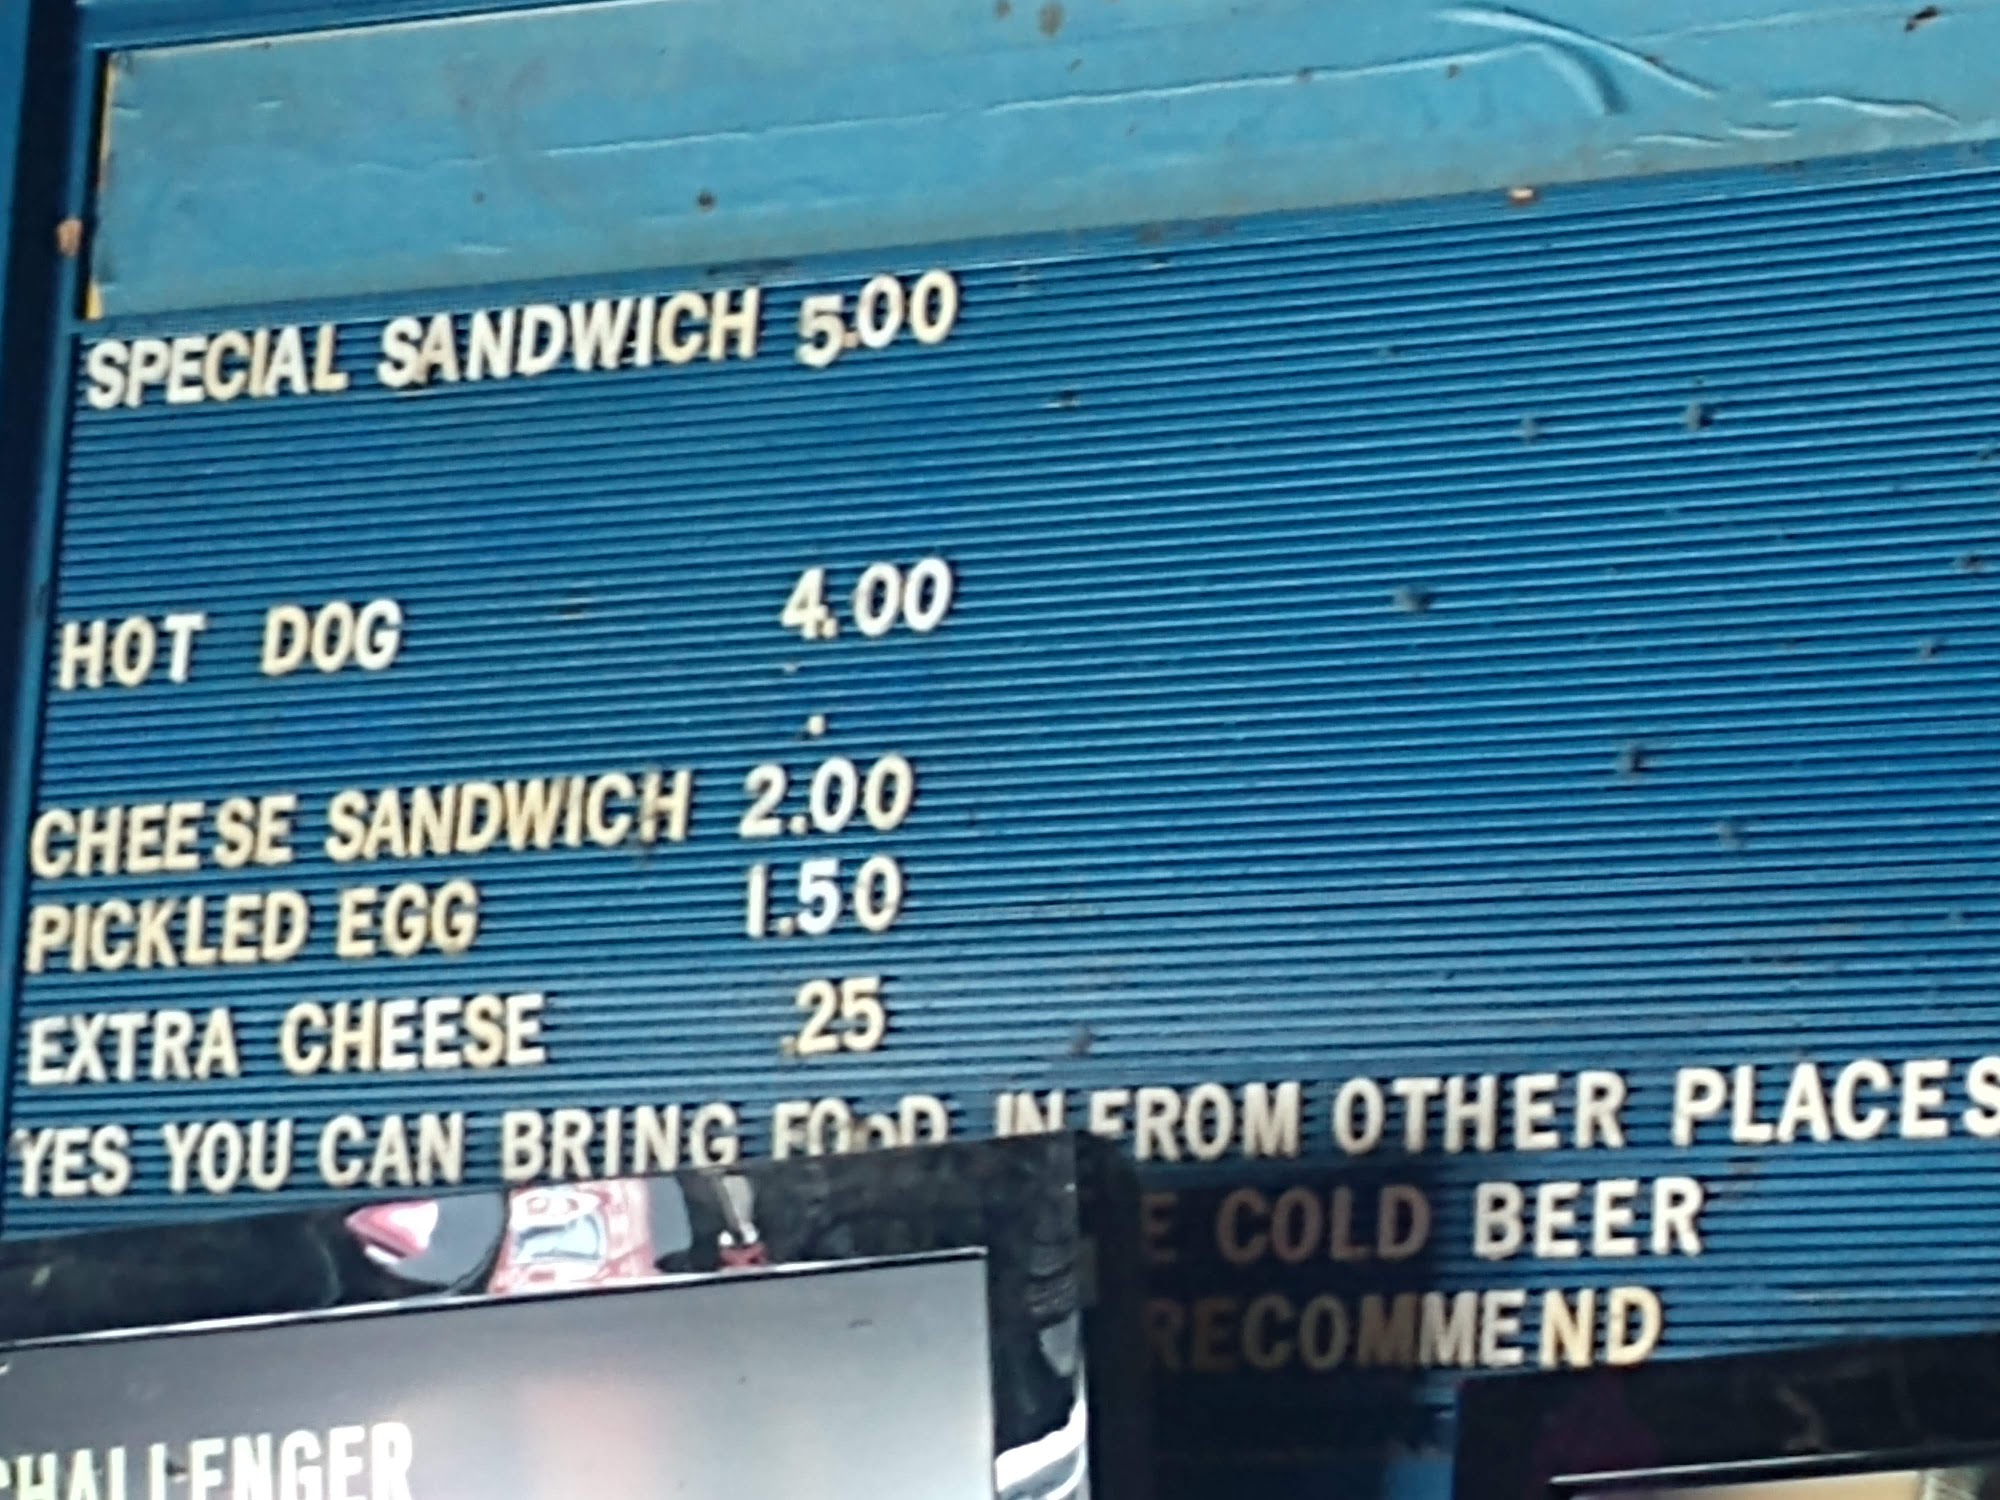 SPECIAL SANDWICH 5.00
HOT DOG 4.00
.
CHEESE SANDWICH 2.00
PICKLED EGG 1.50
EXTRA CHEESE .25
YES YOU CAN BRING FOOD IN FROM OTHER PLACES
COLD BEER
RECOMMEND
CHALLENGER